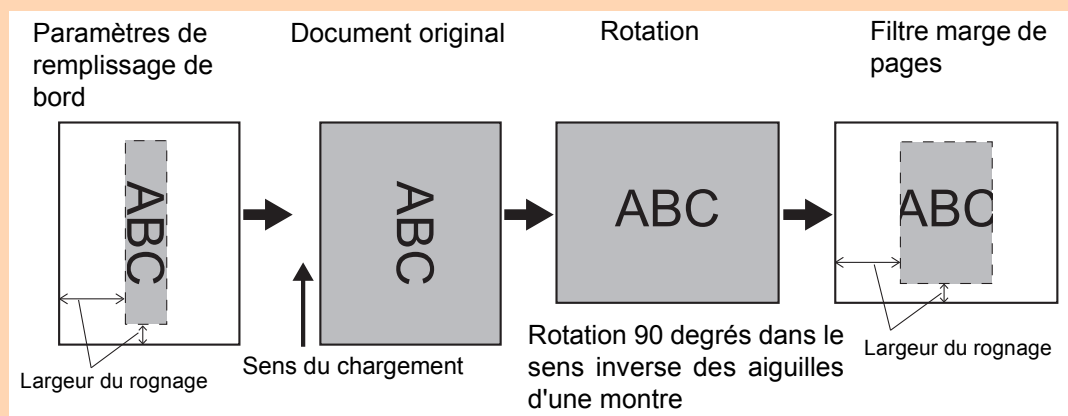 Paramètres de
remplissage de
bord
Document original
Rotation
Filtre marge de
pages
ABC
ABC
ABC
ABC
Largeur du rognage
Sens du chargement
Rotation 90 degrés dans le
sens inverse des aiguilles
d'une montre
Largeur du rognage